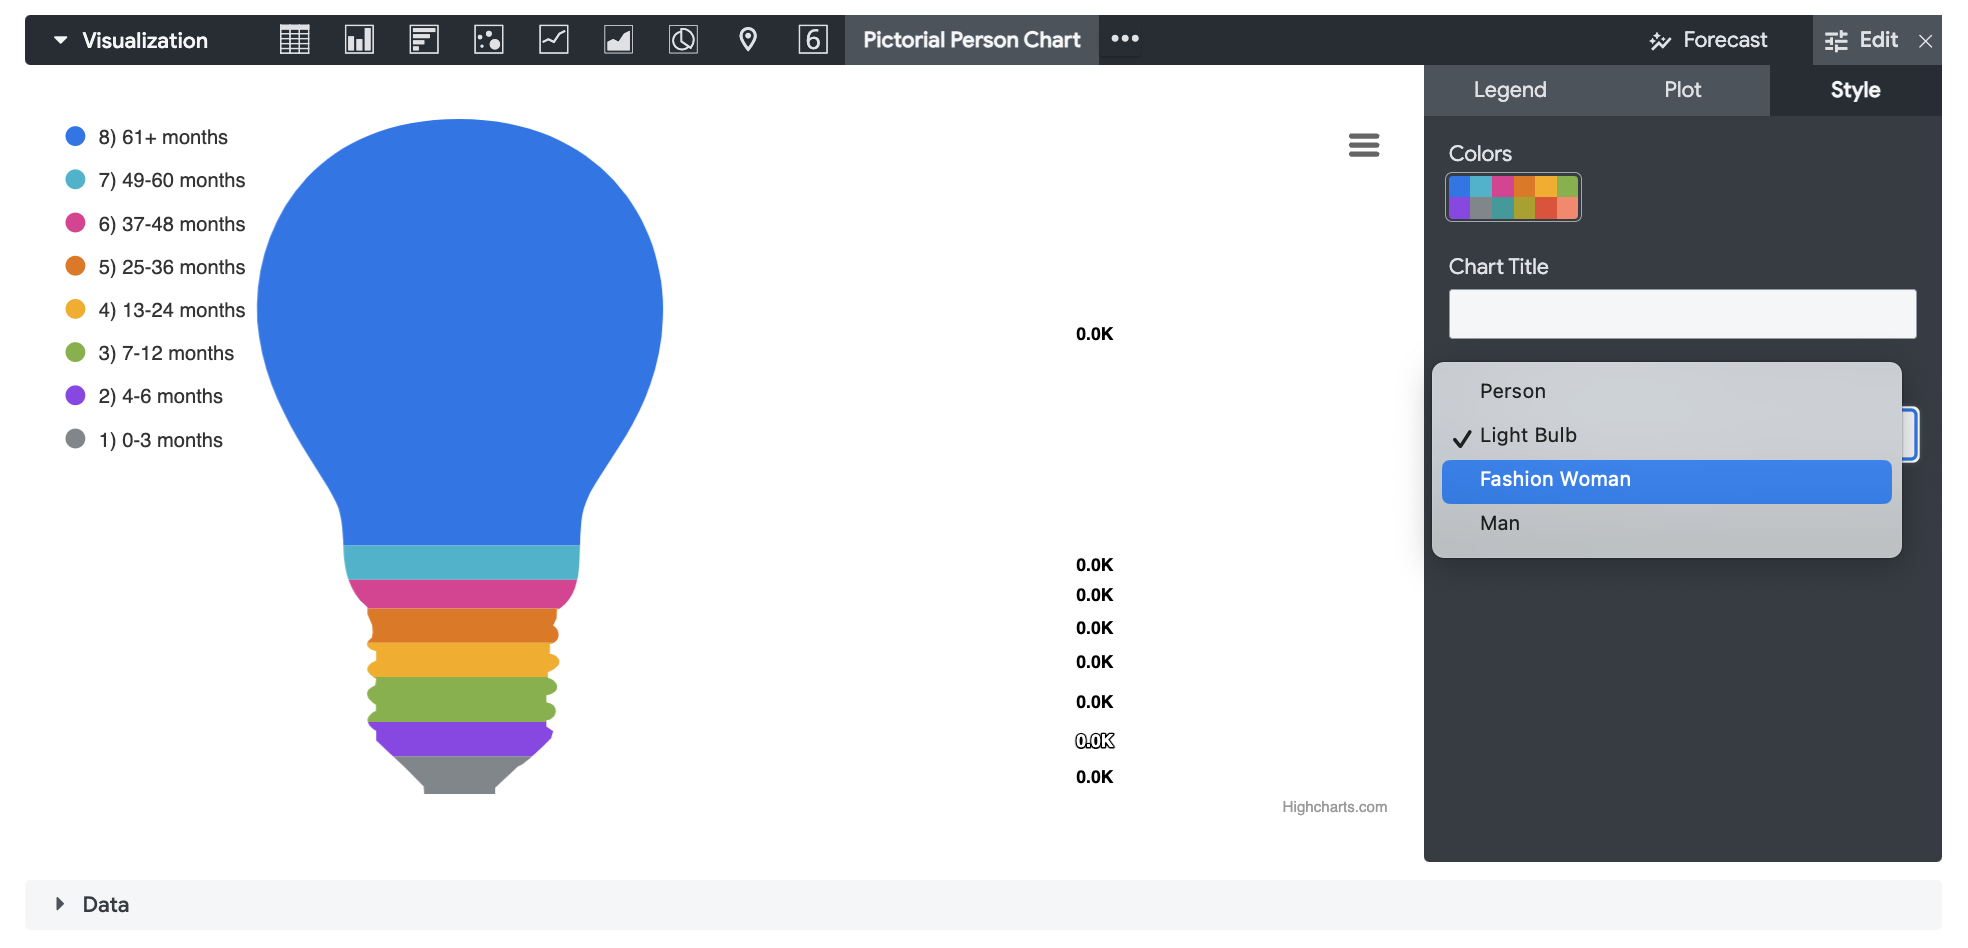 Visualization
6
Pictorial Person Chart
Forecast
Edit
Legend
Plot
Style
8) 61+ months
7) 49-60 months
6) 37-48 months
5) 25-36 months
4) 13-24 months
3) 7-12 months
2) 4-6 months
1) 0-3 months
0.0K
0.0K
0.0K
0.0K
0.0K
0.0K
0.0K
0.0K
Highcharts.com
Colors
Chart Title
Person
Light Bulb
Fashion Woman
Man
Data